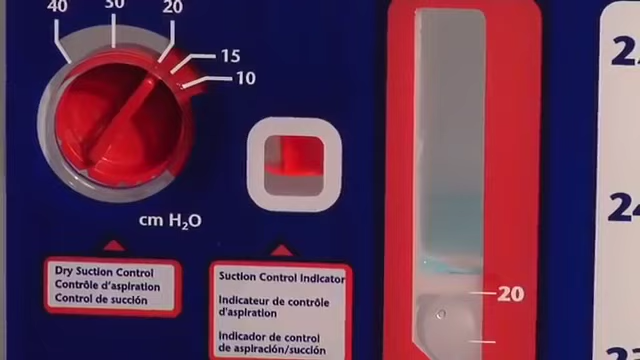 40
30
20
15
10
cm H₂O
Dry Suction Control
Contrôle d'aspiration
Control de succión
Suction Control Indicator
Indicateur de contrôle
d'aspiration
Indicador de control
de aspiración/succión
20